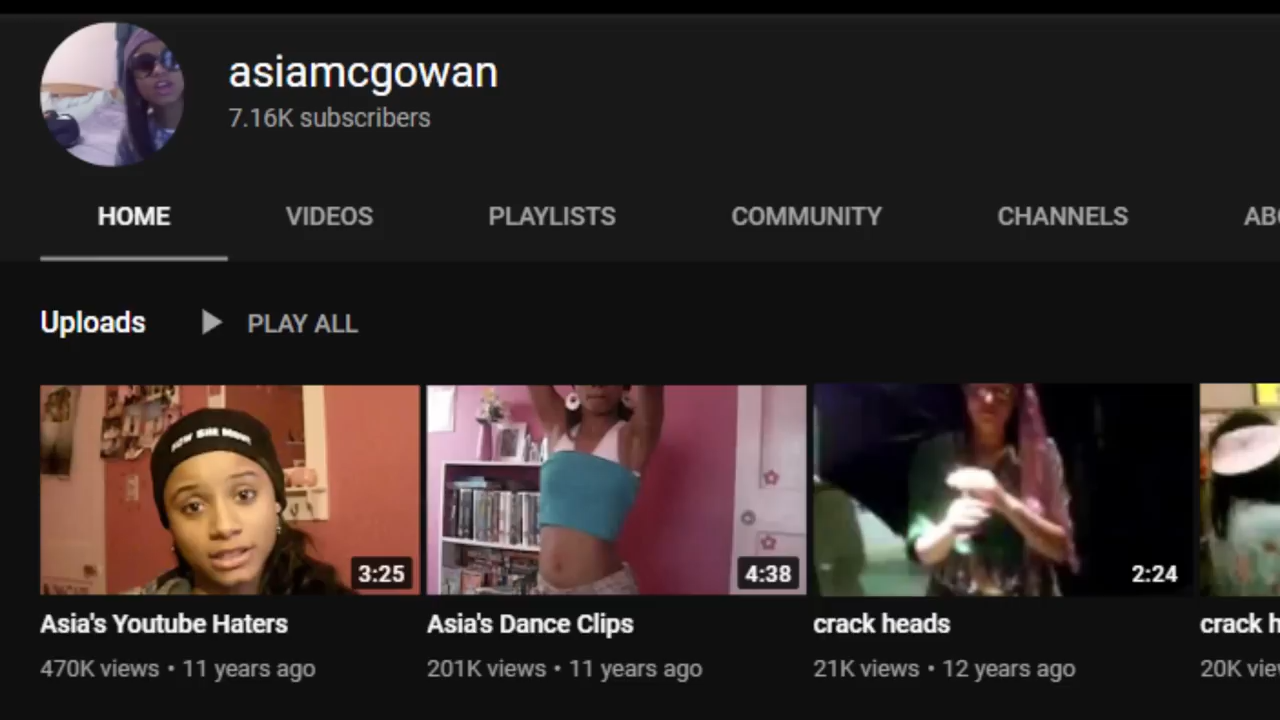 asiamcgowan
7.16K subscribers
HOME VIDEOS PLAYLISTS COMMUNITY CHANNELS
Uploads PLAY ALL
3:25 4:38 2:24
Asia's Youtube Haters Asia's Dance Clips crack heads crack
470K views • 11 years ago 201K views • 11 years ago 21K views • 12 years ago 20K